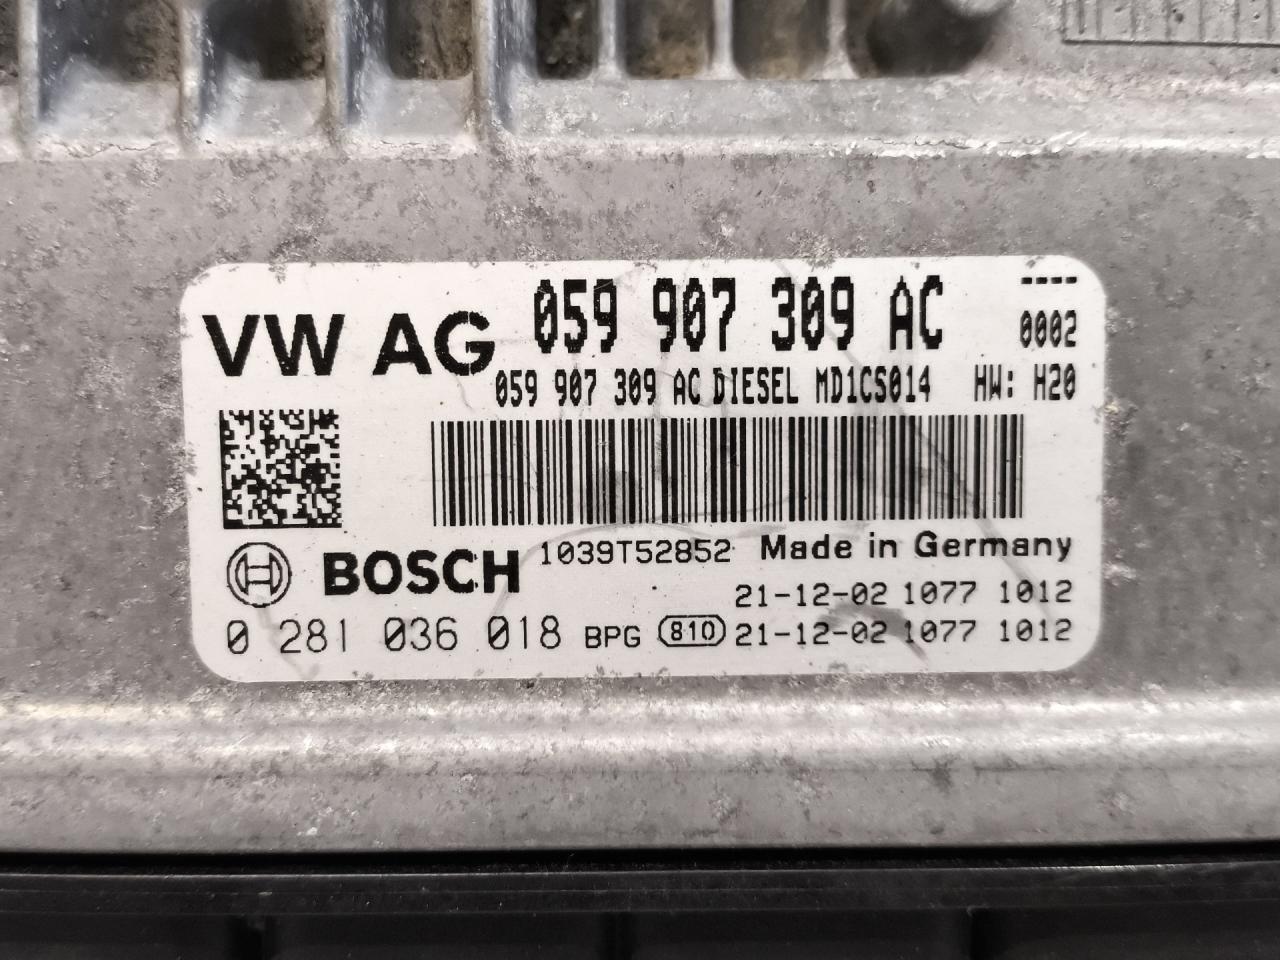 VW AG 059 907 309 AC ----
0002
059 907 309 AC DIESEL MD1CS014 HW: H20
BOSCH 1039T52852 Made in Germany
21-12-02 1077 1012
0 281 036 018 BPG 810 21-12-02 1077 1012